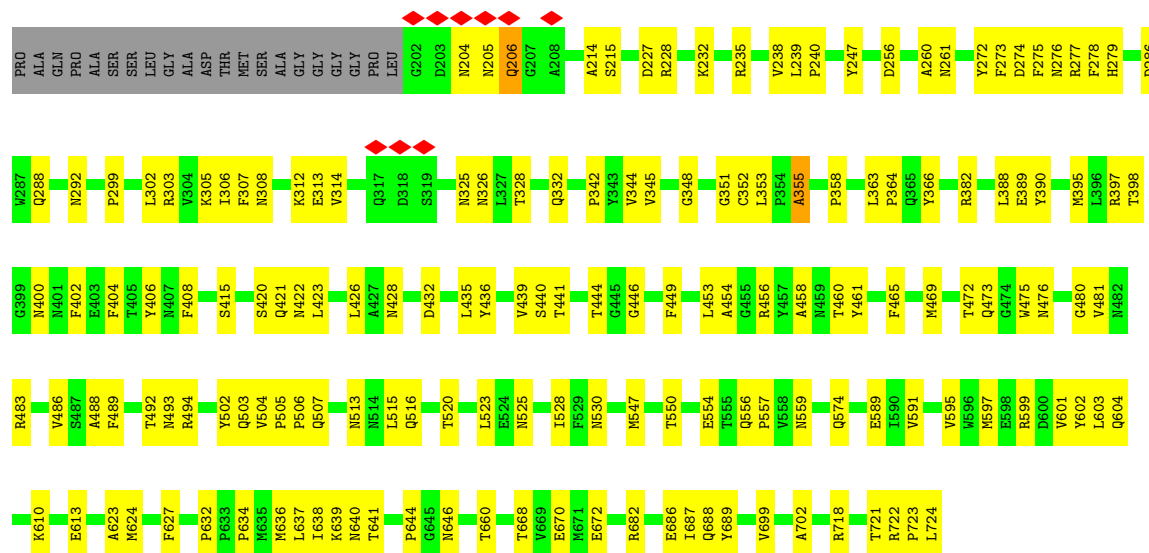 PRO ALA GLN PRO ALA SER SER LEU GLY ALA ASP THR MET SER ALA GLY GLY GLY GLY PRO LEU G202 D203 N204 N205 Q206 G207 A208 A214 S215 D227 R228 K232 R235 V238 L239 P240 Y247 D256 A260 N261 Y272 F273 D274 F275 N276 R277 F278 H279
W287 Q288 N292 P299 L302 R303 V304 K305 I306 F307 N308 K312 E313 V314 Q317 D318 S319 N325 N326 L327 T328 Q332 P342 Y343 V344 V345 G348 G351 C352 L353 P354 A355 P358 L363 P364 Q365 Y366 R382 L388 E389 Y390 M395 L396 R397 T398
G399 N400 N401 F402 E403 F404 T405 Y406 N407 F408 S415 S420 Q421 N422 L423 L426 A427 N428 D432 L435 Y436 V439 S440 T441 T444 G445 G446 F449 L453 A454 G455 R456 Y457 A458 N459 T460 Y461 F465 M469 T472 Q473 G474 W475 N476 G480 V481 N482
R483 V486 S487 A488 F489 T492 N493 R494 Y502 Q503 V504 P505 P506 Q507 N513 N514 L515 Q516 T520 L523 E524 N525 I528 F529 N530 M547 T550 E554 T555 Q556 P557 V558 N559 Q574 E589 I590 V591 V595 W596 M597 E598 R599 D600 V601 Y602 L603 Q604
K610 E613 A623 M624 F627 P632 P633 P634 M635 M636 L637 I638 K639 N640 T641 P644 G645 N646 T660 T668 V669 E670 M671 E672 R682 E686 I687 Q688 Y689 V699 A702 R718 T721 R722 P723 L724